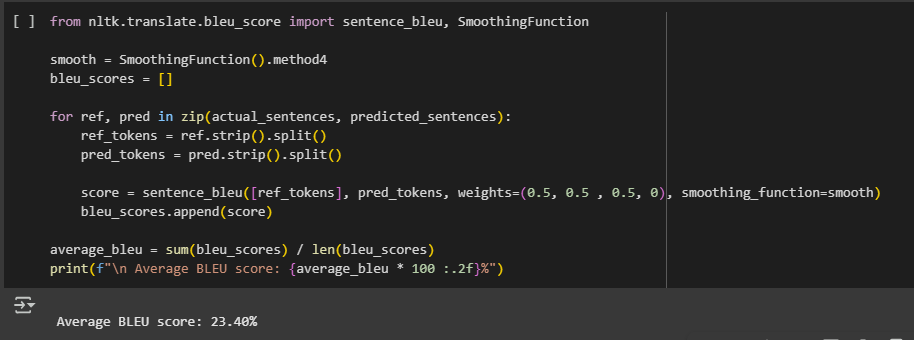 [ ] from nltk.translate.bleu_score import sentence_bleu, SmoothingFunction
smooth = SmoothingFunction().method4
bleu_scores = []
for ref, pred in zip(actual_sentences, predicted_sentences):
ref_tokens = ref.strip().split()
pred_tokens = pred.strip().split()
score = sentence_bleu([ref_tokens], pred_tokens, weights=(0.5, 0.5 , 0.5, 0), smoothing_function=smooth)
bleu_scores.append(score)
average_bleu = sum(bleu_scores) / len(bleu_scores)
print(f"\n Average BLEU score: {average_bleu * 100 :.2f}%")
Average BLEU score: 23.40%